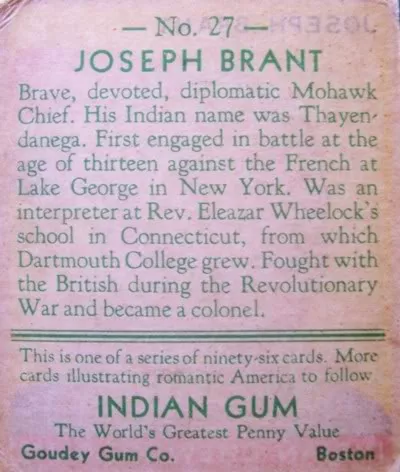 — No. 27 —
JOSEPH BRANT
Brave, devoted, diplomatic Mohawk
Chief. His Indian name was Thayen-
danega. First engaged in battle at the
age of thirteen against the French at
Lake George in New York. Was an
interpreter at Rev. Eleazar Wheelock's
school in Connecticut, from which
Dartmouth College grew. Fought with
the British during the Revolutionary
War and became a colonel.
This is one of a series of ninety-six cards. More
cards illustrating romantic America to follow
INDIAN GUM
The World's Greatest Penny Value
Goudey Gum Co. Boston